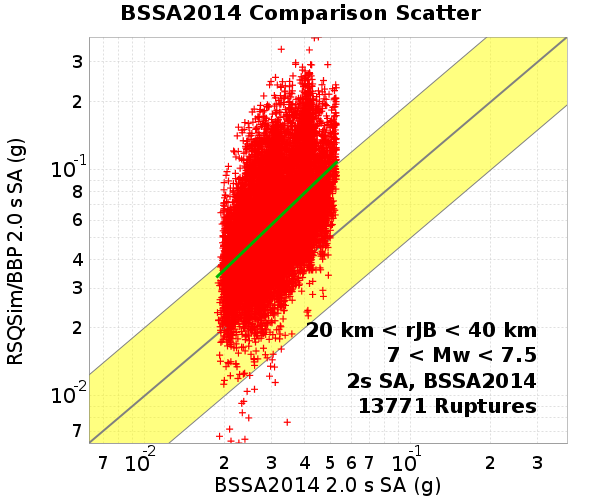 BSSA2014 Comparison Scatter
RSQSim/BBP 2.0 s SA (g)
3
2
10-1
8
6
4
3
2
10-2
7
20 km < rJB < 40 km
7 < Mw < 7.5
2s SA, BSSA2014
13771 Ruptures
7 10-2 2 3 4 5 6 7 10-1 2 3
BSSA2014 2.0 s SA (g)